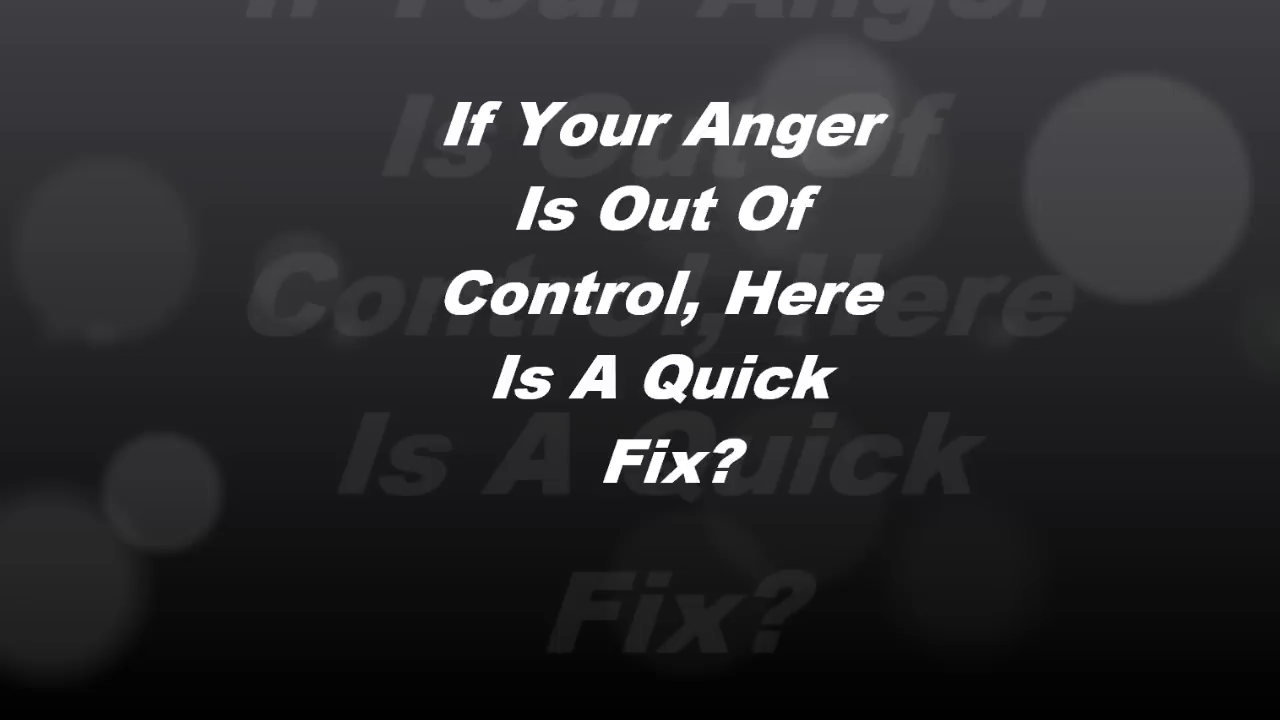 If Your Anger
Is Out Of
Control, Here
Is A Quick
Fix?